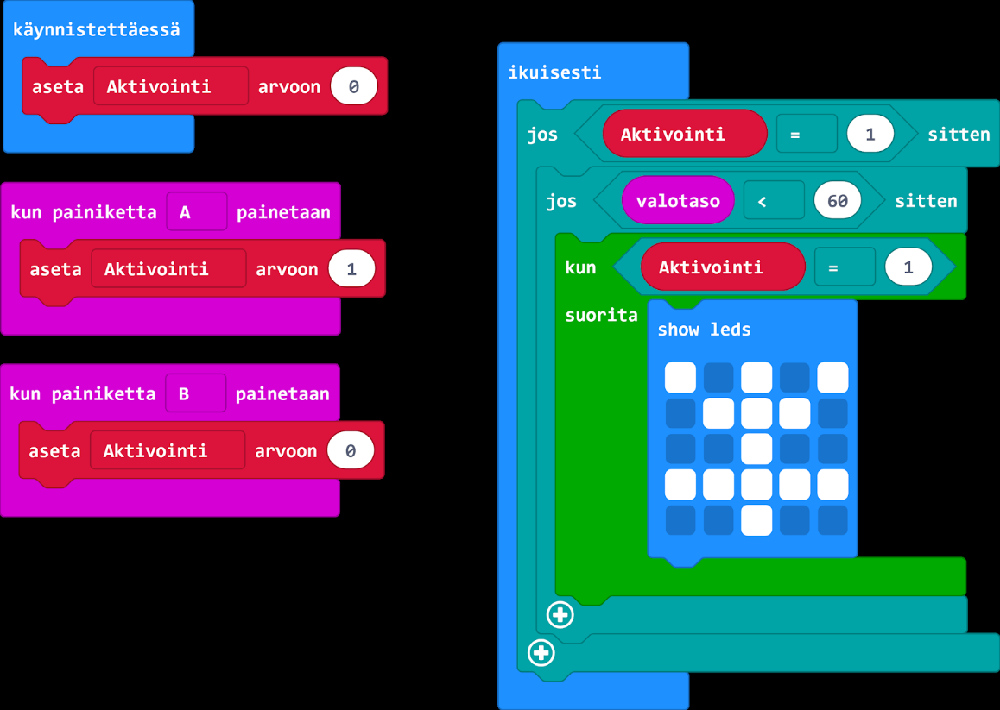 käynnistettäessä
aseta Aktivointi arvoon 0
kun painiketta A painetaan
aseta Aktivointi arvoon 1
kun painiketta B painetaan
aseta Aktivointi arvoon 0
ikuisesti
jos Aktivointi = 1 sitten
jos valotaso < 60 sitten
kun Aktivointi = 1
suorita
show leds